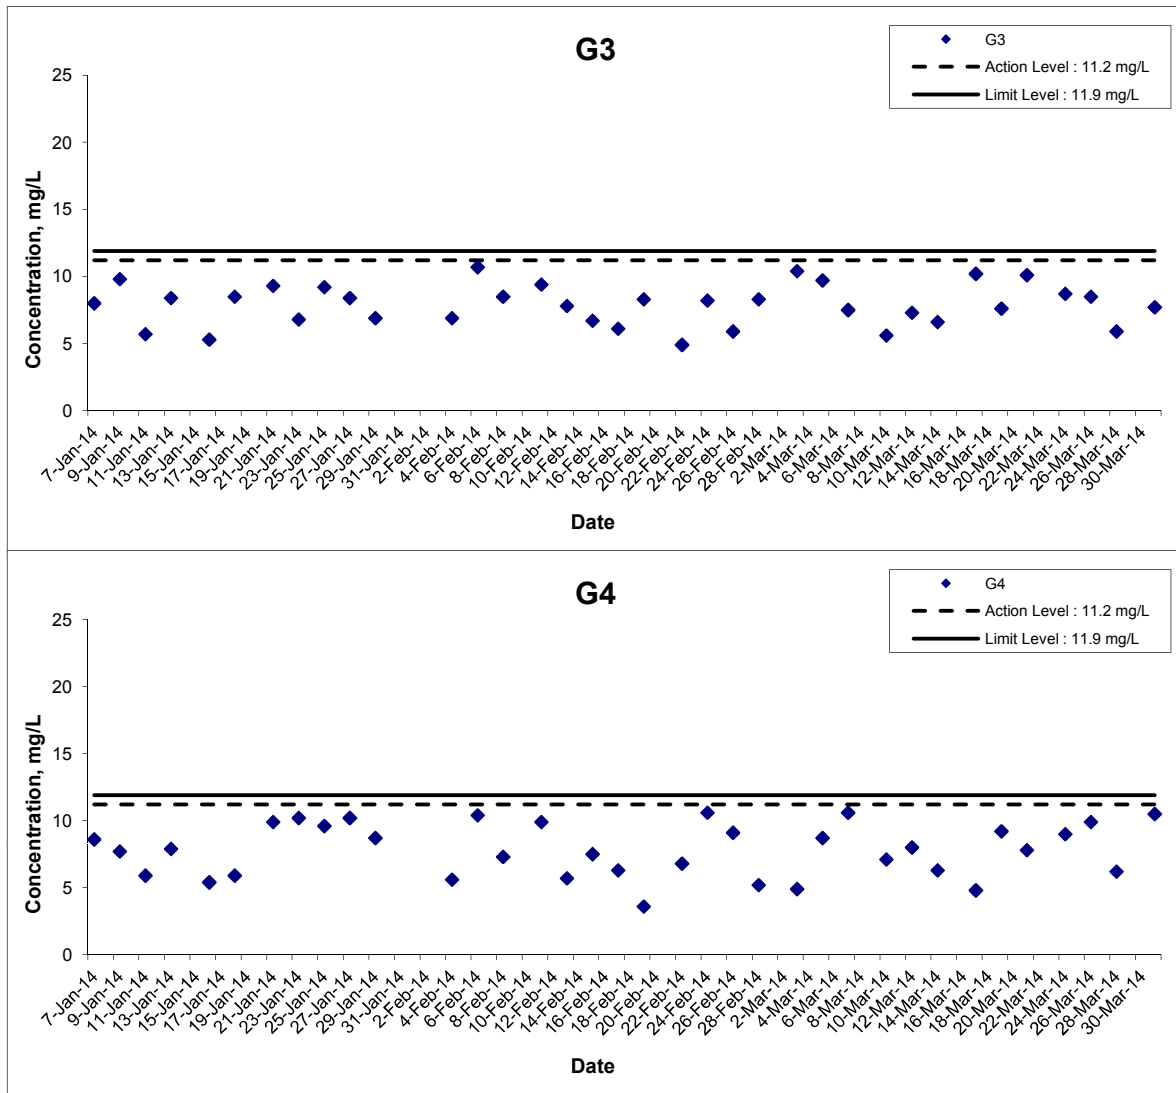 G3
G3
Action Level : 11.2 mg/L
Limit Level : 11.9 mg/L
25
20
15
10
5
0
Concentration, mg/L
7-Jan-14
9-Jan-14
11-Jan-14
13-Jan-14
15-Jan-14
17-Jan-14
19-Jan-14
21-Jan-14
23-Jan-14
25-Jan-14
27-Jan-14
29-Jan-14
31-Jan-14
2-Feb-14
4-Feb-14
6-Feb-14
8-Feb-14
10-Feb-14
12-Feb-14
14-Feb-14
16-Feb-14
18-Feb-14
20-Feb-14
22-Feb-14
24-Feb-14
26-Feb-14
28-Feb-14
2-Mar-14
4-Mar-14
6-Mar-14
8-Mar-14
10-Mar-14
12-Mar-14
14-Mar-14
16-Mar-14
18-Mar-14
20-Mar-14
22-Mar-14
24-Mar-14
26-Mar-14
28-Mar-14
30-Mar-14
Date
G4
G4
Action Level : 11.2 mg/L
Limit Level : 11.9 mg/L
25
20
15
10
5
0
Concentration, mg/L
7-Jan-14
9-Jan-14
11-Jan-14
13-Jan-14
15-Jan-14
17-Jan-14
19-Jan-14
21-Jan-14
23-Jan-14
25-Jan-14
27-Jan-14
29-Jan-14
31-Jan-14
2-Feb-14
4-Feb-14
6-Feb-14
8-Feb-14
10-Feb-14
12-Feb-14
14-Feb-14
16-Feb-14
18-Feb-14
20-Feb-14
22-Feb-14
24-Feb-14
26-Feb-14
28-Feb-14
2-Mar-14
4-Mar-14
6-Mar-14
8-Mar-14
10-Mar-14
12-Mar-14
14-Mar-14
16-Mar-14
18-Mar-14
20-Mar-14
22-Mar-14
24-Mar-14
26-Mar-14
28-Mar-14
30-Mar-14
Date